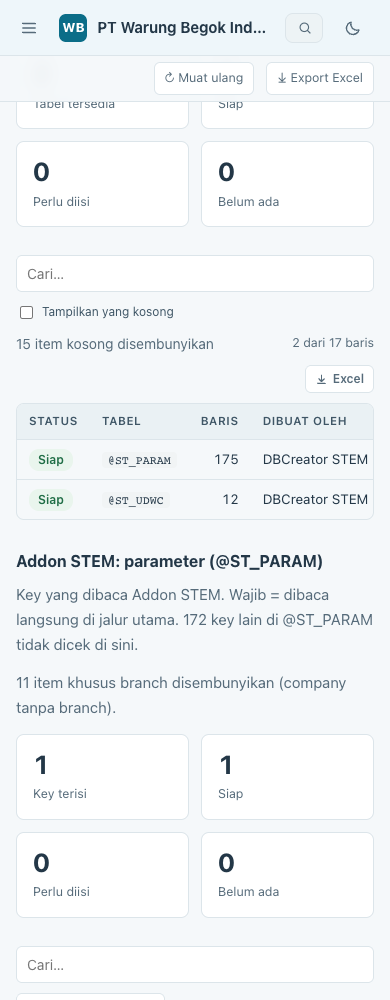 WB PT Warung Begok Ind...
Muat ulang
Export Excel
Tabel tersedia
Siap
0
Perlu diisi
0
Belum ada
Cari...
Tampilkan yang kosong
15 item kosong disembunyikan
2 dari 17 baris
Excel
STATUS TABEL BARIS DIBUAT OLEH
Siap @ST_PARAM 175 DBCreator STEM
Siap @ST_UDWC 12 DBCreator STEM
Addon STEM: parameter (@ST_PARAM)
Key yang dibaca Addon STEM. Wajib = dibaca
langsung di jalur utama. 172 key lain di @ST_PARAM
tidak dicek di sini.
11 item khusus branch disembunyikan (company
tanpa branch).
1
Key terisi
1
Siap
0
Perlu diisi
0
Belum ada
Cari...